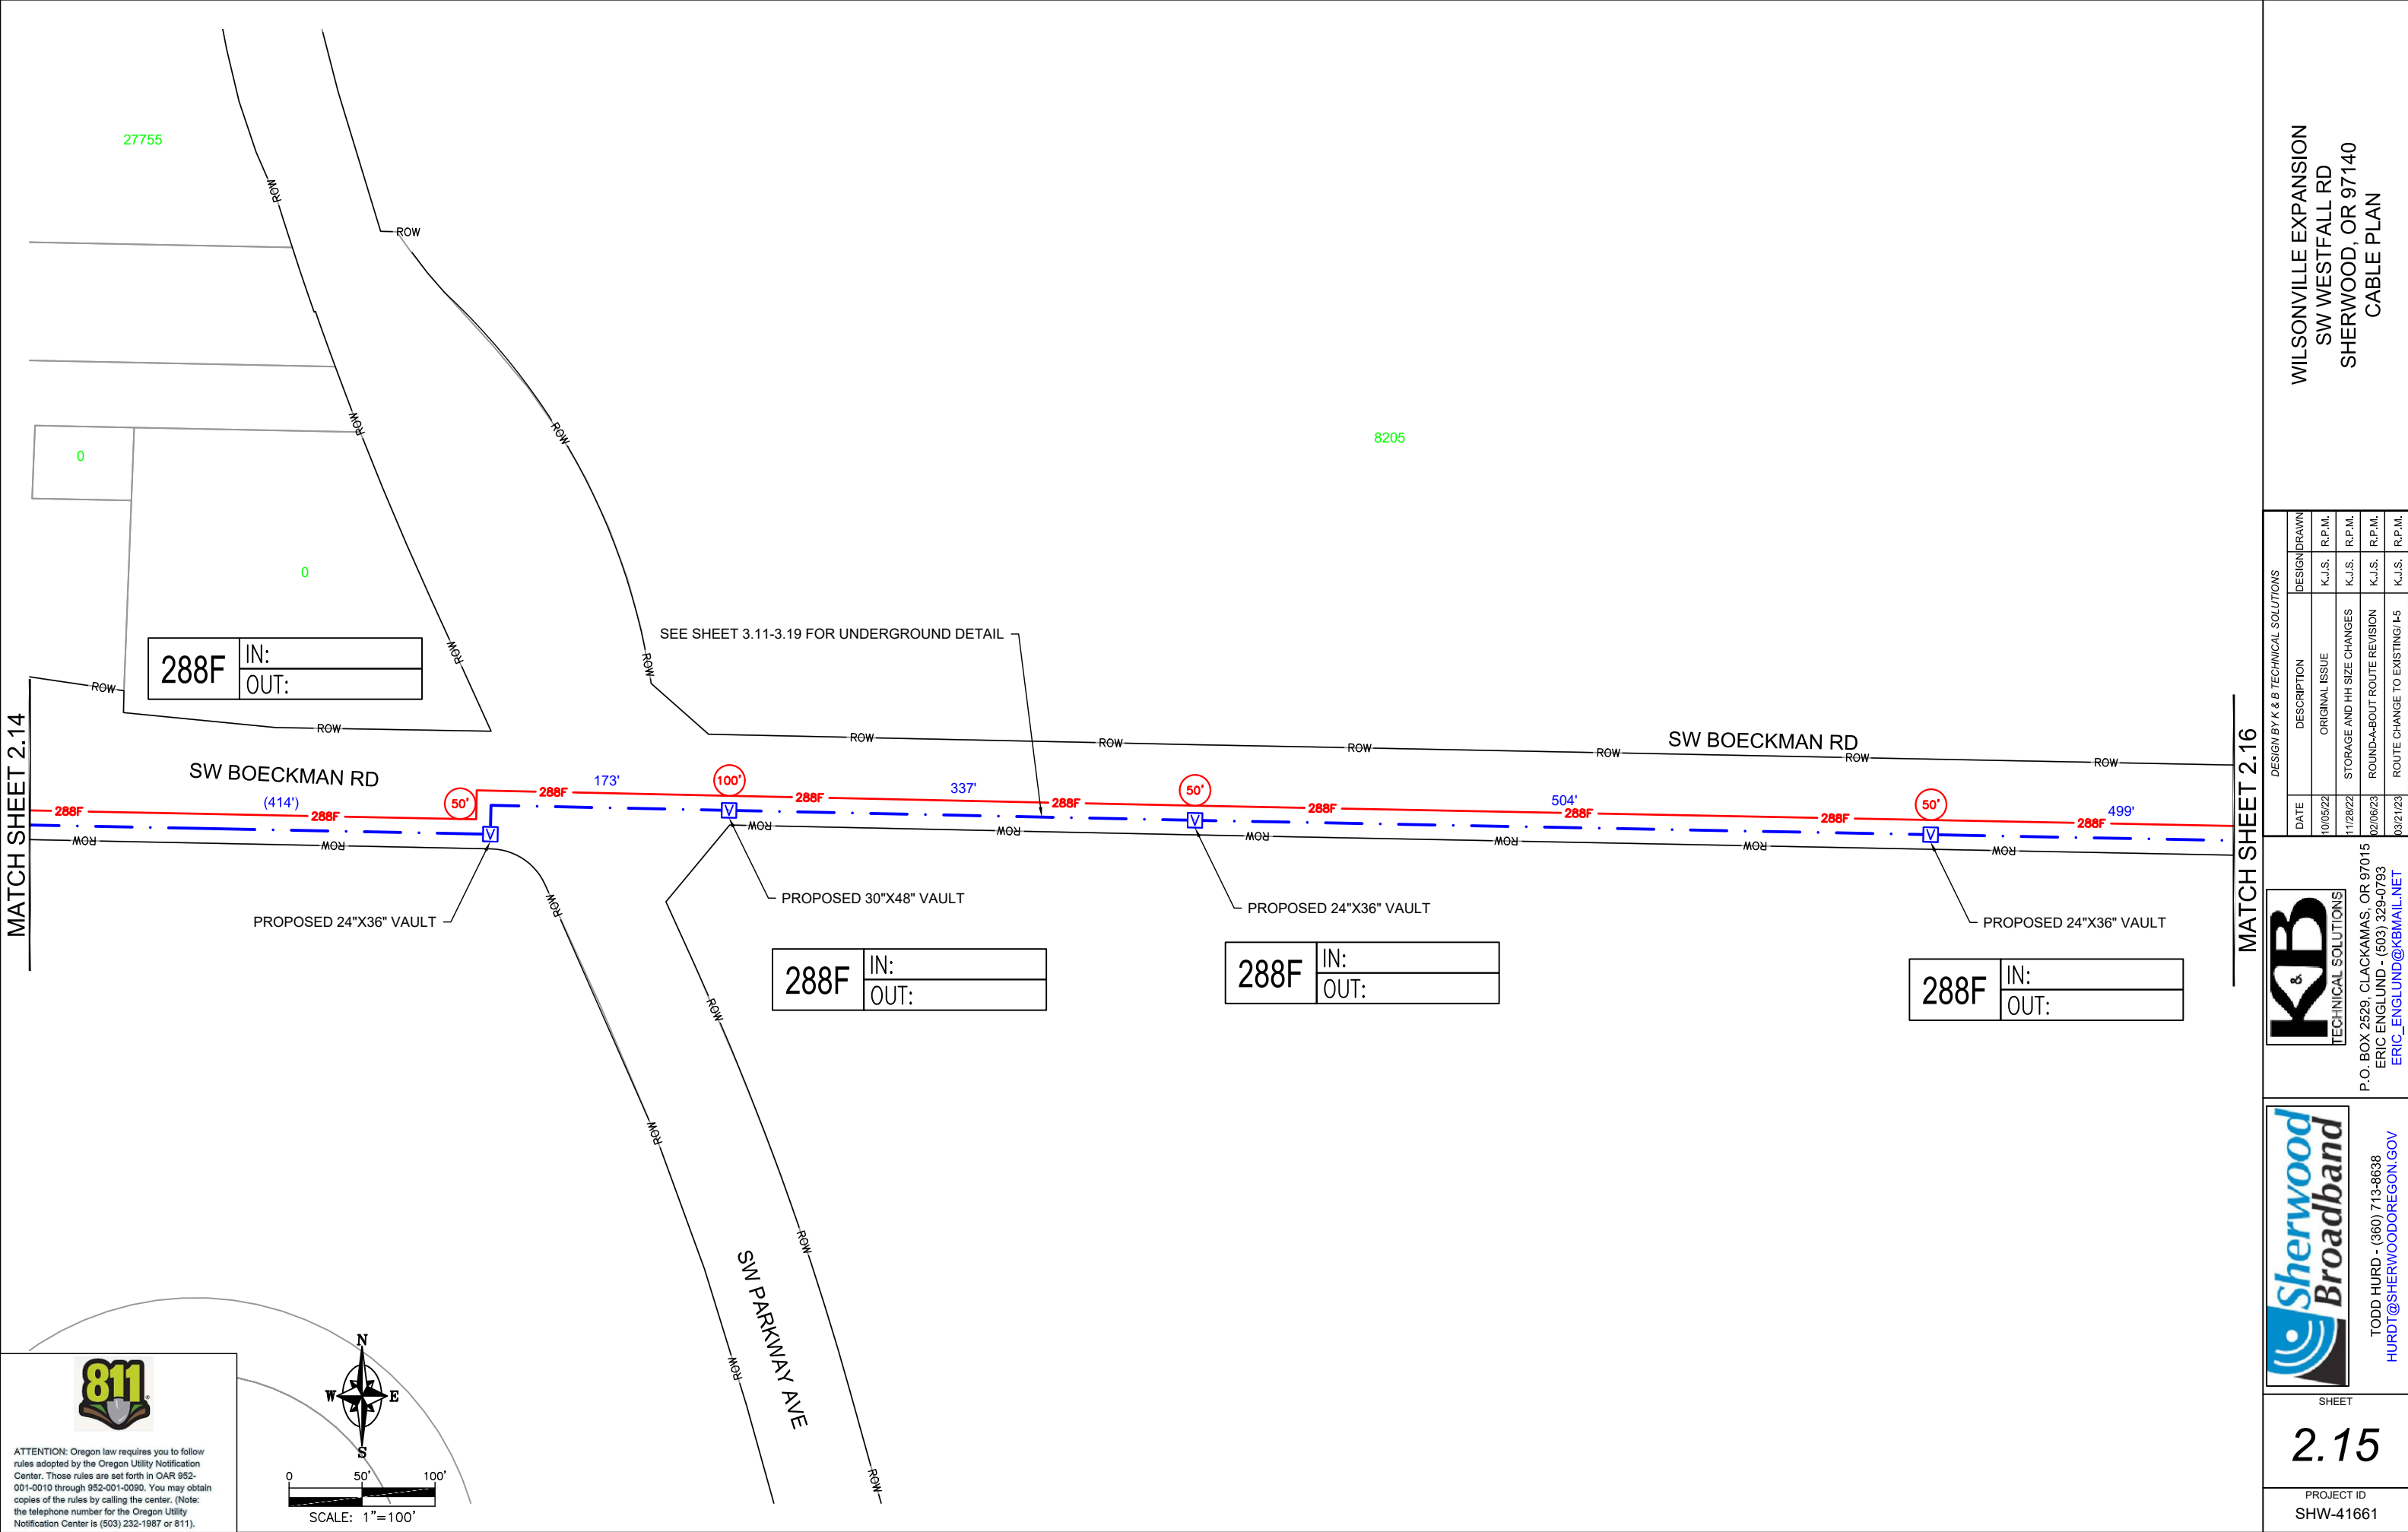 27755
ROW
ROW
ROW
ROW
8205
0
0
ROW
ROW
SEE SHEET 3.11-3.19 FOR UNDERGROUND DETAIL
288F
IN:
OUT:
ROW
ROW
ROW
ROW
ROW
ROW
ROW
ROW
SW BOECKMAN RD
SW BOECKMAN RD
MATCH SHEET 2.14
MATCH SHEET 2.16
(414')
173'
337'
504'
499'
50'
100'
50'
50'
288F
288F
288F
288F
288F
288F
288F
288F
288F
V
V
V
V
ROW
ROW
ROW
ROW
ROW
ROW
ROW
ROW
PROPOSED 24"X36" VAULT
PROPOSED 30"X48" VAULT
PROPOSED 24"X36" VAULT
PROPOSED 24"X36" VAULT
288F
IN:
OUT:
288F
IN:
OUT:
288F
IN:
OUT:
ROW
ROW
ROW
ROW
ROW
ROW
SW PARKWAY AVE
N
W
E
S
0
50'
100'
SCALE: 1"=100'
811
ATTENTION: Oregon law requires you to follow
rules adopted by the Oregon Utility Notification
Center. Those rules are set forth in OAR 952-
001-0010 through 952-001-0090. You may obtain
copies of the rules by calling the center. (Note:
the telephone number for the Oregon Utility
Notification Center is (503) 232-1987 or 811).
WILSONVILLE EXPANSION
SW WESTFALL RD
SHERWOOD, OR 97140
CABLE PLAN
DESIGN BY K & B TECHNICAL SOLUTIONS
DATE DESCRIPTION DESIGN DRAWN
10/05/22 ORIGINAL ISSUE K.J.S. R.P.M.
11/28/22 STORAGE AND HH SIZE CHANGES K.J.S. R.P.M.
02/06/23 ROUND-A-BOUT ROUTE REVISION K.J.S. R.P.M.
03/21/23 ROUTE CHANGE TO EXISTING/ I-5 K.J.S. R.P.M.
K&B
TECHNICAL SOLUTIONS
P.O. BOX 2529, CLACKAMAS, OR 97015
ERIC ENGLUND - (503) 329-0793
ERIC_ENGLUND@KBMAIL.NET
Sherwood
Broadband
TODD HURD - (360) 713-8638
HURDT@SHERWOODOREGON.GOV
SHEET
2.15
PROJECT ID
SHW-41661